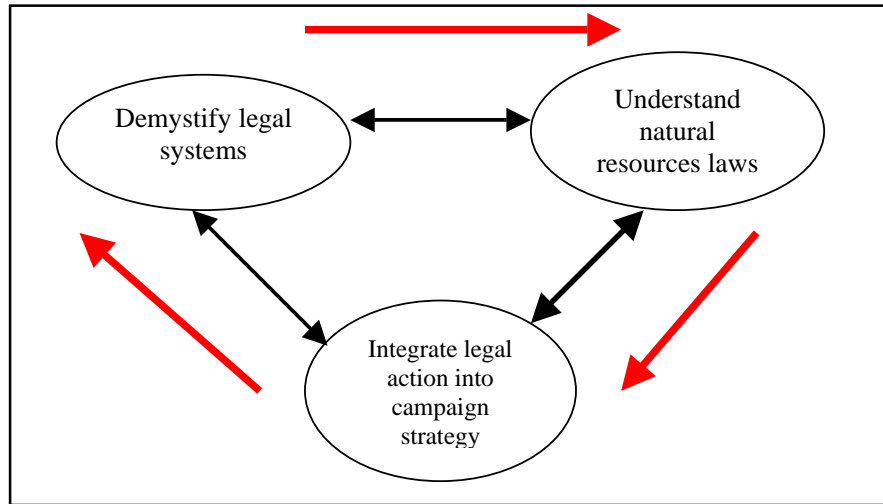 Demystify legal
systems
Understand
natural
resources laws
Integrate legal
action into
campaign
strategy